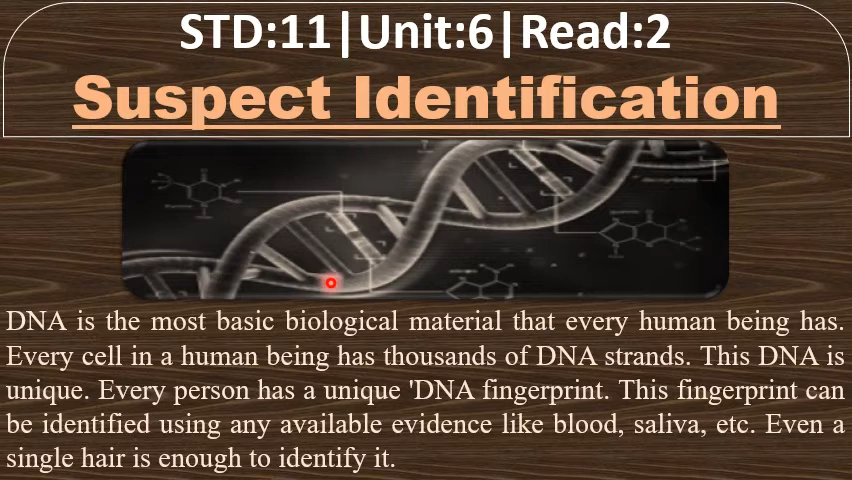 STD:11|Unit:6|Read:2
Suspect Identification
DNA is the most basic biological material that every human being has.
Every cell in a human being has thousands of DNA strands. This DNA is
unique. Every person has a unique 'DNA fingerprint. This fingerprint can
be identified using any available evidence like blood, saliva, etc. Even a
single hair is enough to identify it.